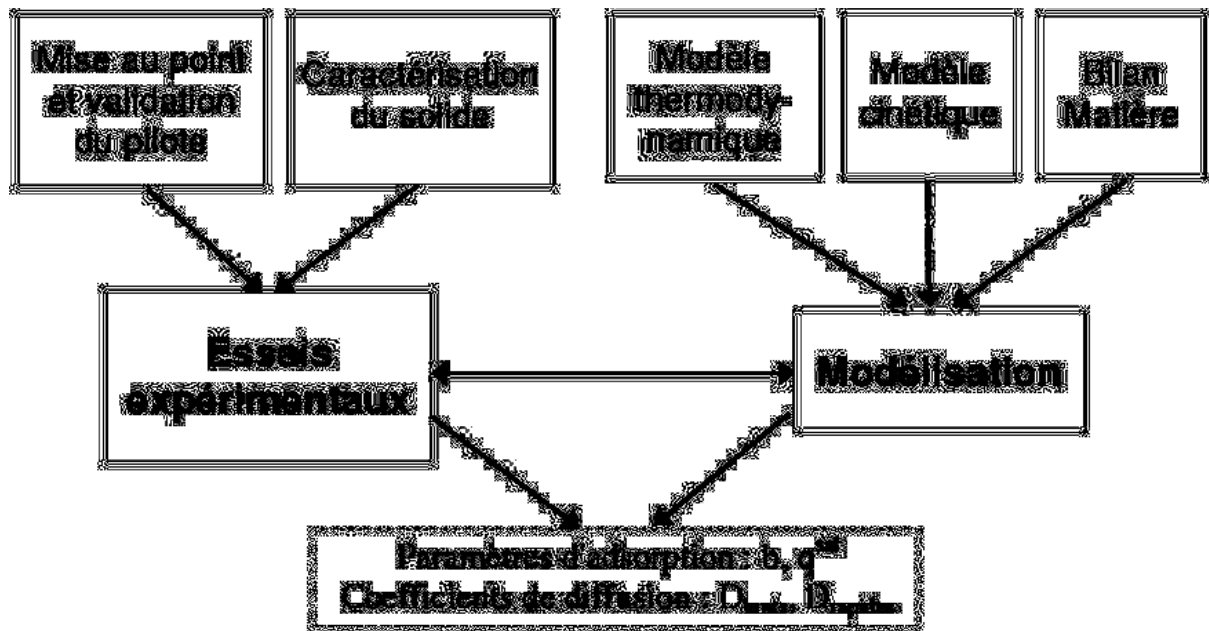 Mise au point
et validation
du pilote
Caractérisation
du solide
Modèle
thermody-
namique
Modèle
cinétique
Bilan
Matière
Essais
expérimentaux
Modélisation
Paramètres d'adsorption : b, q
Coefficients de diffusion : D D